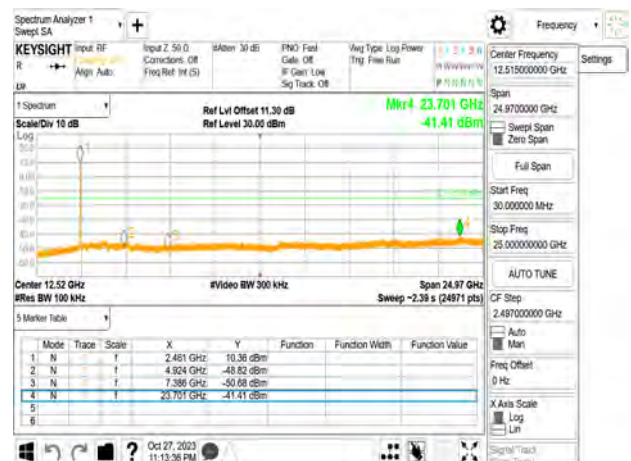 Spectrum Analyzer 1
Swept SA
Frequency
KEYSIGHT
Input: RF
Align: Auto
Input Z: 50 Ω
Corrections: Off
Freq Ref: Int (S)
#Atten: 30 dB
PNO: Fast
Gate: Off
IF Gain: Low
Sig Track: Off
Avg Type: Log-Power
Trig: Free Run
Center Frequency
12.515000000 GHz
Settings
Span
24.9700000 GHz
Swept Span
Zero Span
Full Span
Start Freq
30.000000 MHz
Stop Freq
25.000000000 GHz
AUTO TUNE
CF Step
2.497000000 GHz
Auto
Man
Freq Offset
0 Hz
X Axis Scale
Log
Lin
Signal Track
1 Spectrum
Scale/Div 10 dB
Log
Ref Lvl Offset 11.30 dB
Ref Level 30.00 dBm
Mkr4 23.701 GHz
-41.41 dBm
Center 12.52 GHz
#Res BW 100 kHz
#Video BW 300 kHz
Span 24.97 GHz
Sweep ~2.39 s (24971 pts)
5 Marker Table
Mode Trace Scale X Y Function Function Width Function Value
1 N f 2.461 GHz 10.36 dBm
2 N f 4.924 GHz -48.82 dBm
3 N f 7.386 GHz -50.68 dBm
4 N f 23.701 GHz -41.41 dBm
5
6
Oct 27, 2023
11:13:36 PM